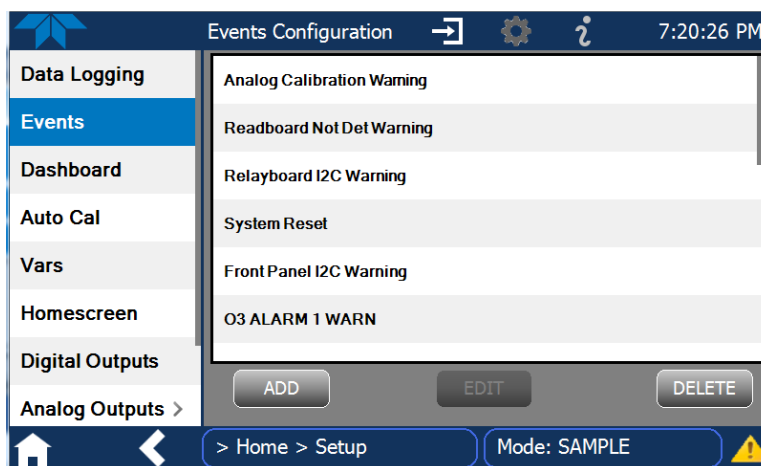 Events Configuration
7:20:26 PM
Data Logging
Events
Dashboard
Auto Cal
Vars
Homescreen
Digital Outputs
Analog Outputs >
Analog Calibration Warning
Readboard Not Det Warning
Relayboard I2C Warning
System Reset
Front Panel I2C Warning
O3 ALARM 1 WARN
ADD
EDIT
DELETE
> Home > Setup
Mode: SAMPLE